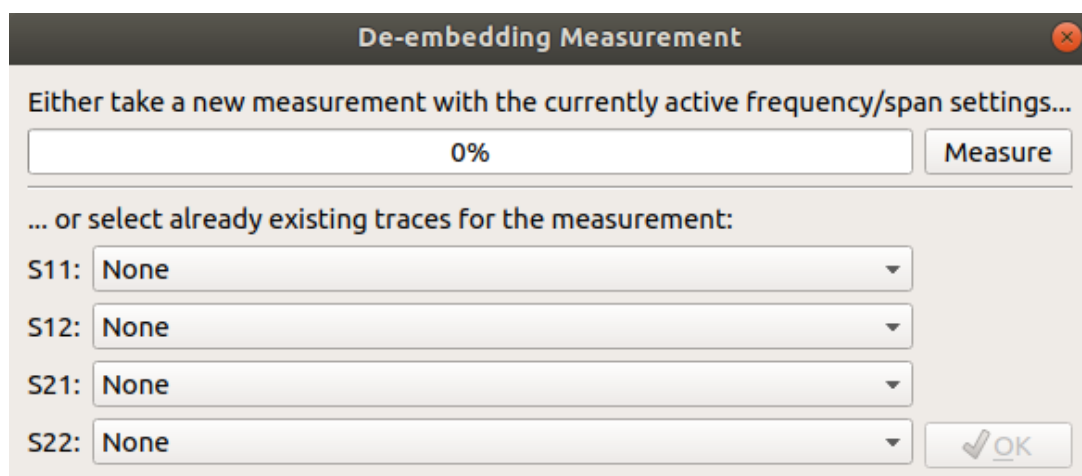 De-embedding Measurement
Either take a new measurement with the currently active frequency/span settings...
0%
Measure
... or select already existing traces for the measurement:
S11: None
S12: None
S21: None
S22: None
OK